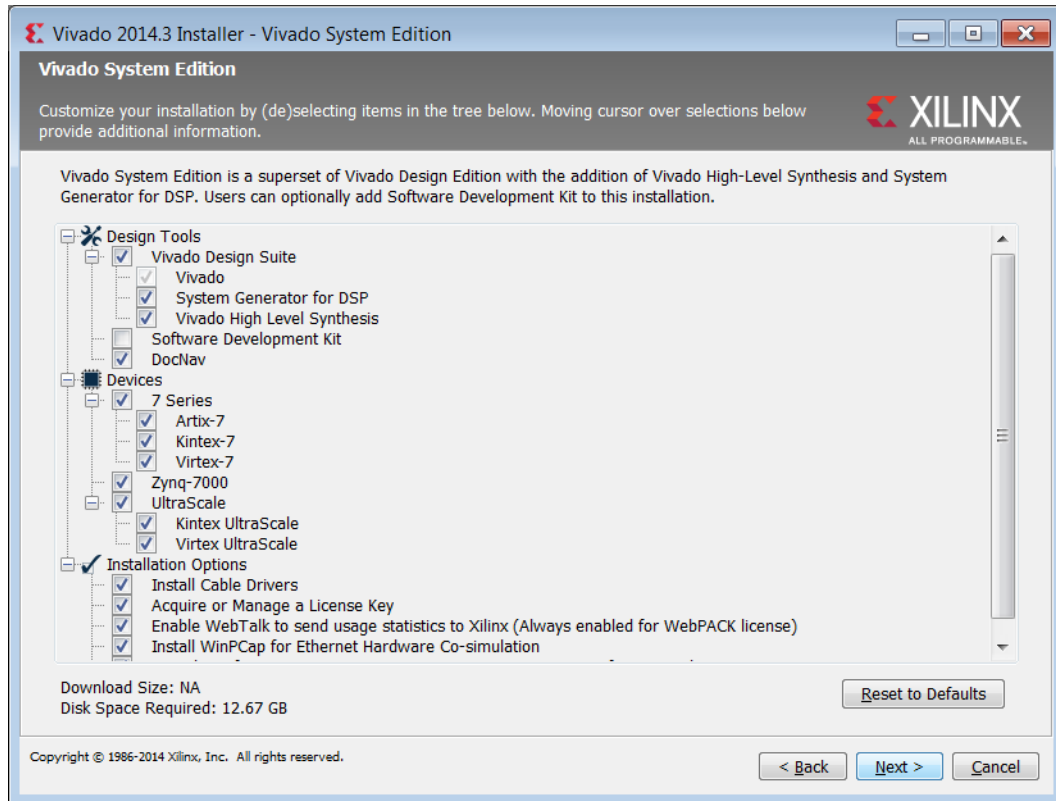 Vivado 2014.3 Installer - Vivado System Edition
Vivado System Edition
Customize your installation by (de)selecting items in the tree below. Moving cursor over selections below
provide additional information.
XILINX
ALL PROGRAMMABLE™
Vivado System Edition is a superset of Vivado Design Edition with the addition of Vivado High-Level Synthesis and System
Generator for DSP. Users can optionally add Software Development Kit to this installation.
Design Tools
Vivado Design Suite
Vivado
System Generator for DSP
Vivado High Level Synthesis
Software Development Kit
DocNav
Devices
7 Series
Artix-7
Kintex-7
Virtex-7
Zynq-7000
UltraScale
Kintex UltraScale
Virtex UltraScale
Installation Options
Install Cable Drivers
Acquire or Manage a License Key
Enable WebTalk to send usage statistics to Xilinx (Always enabled for WebPACK license)
Install WinPCap for Ethernet Hardware Co-simulation
Download Size: NA
Disk Space Required: 12.67 GB
Reset to Defaults
Copyright © 1986-2014 Xilinx, Inc. All rights reserved.
< Back
Next >
Cancel